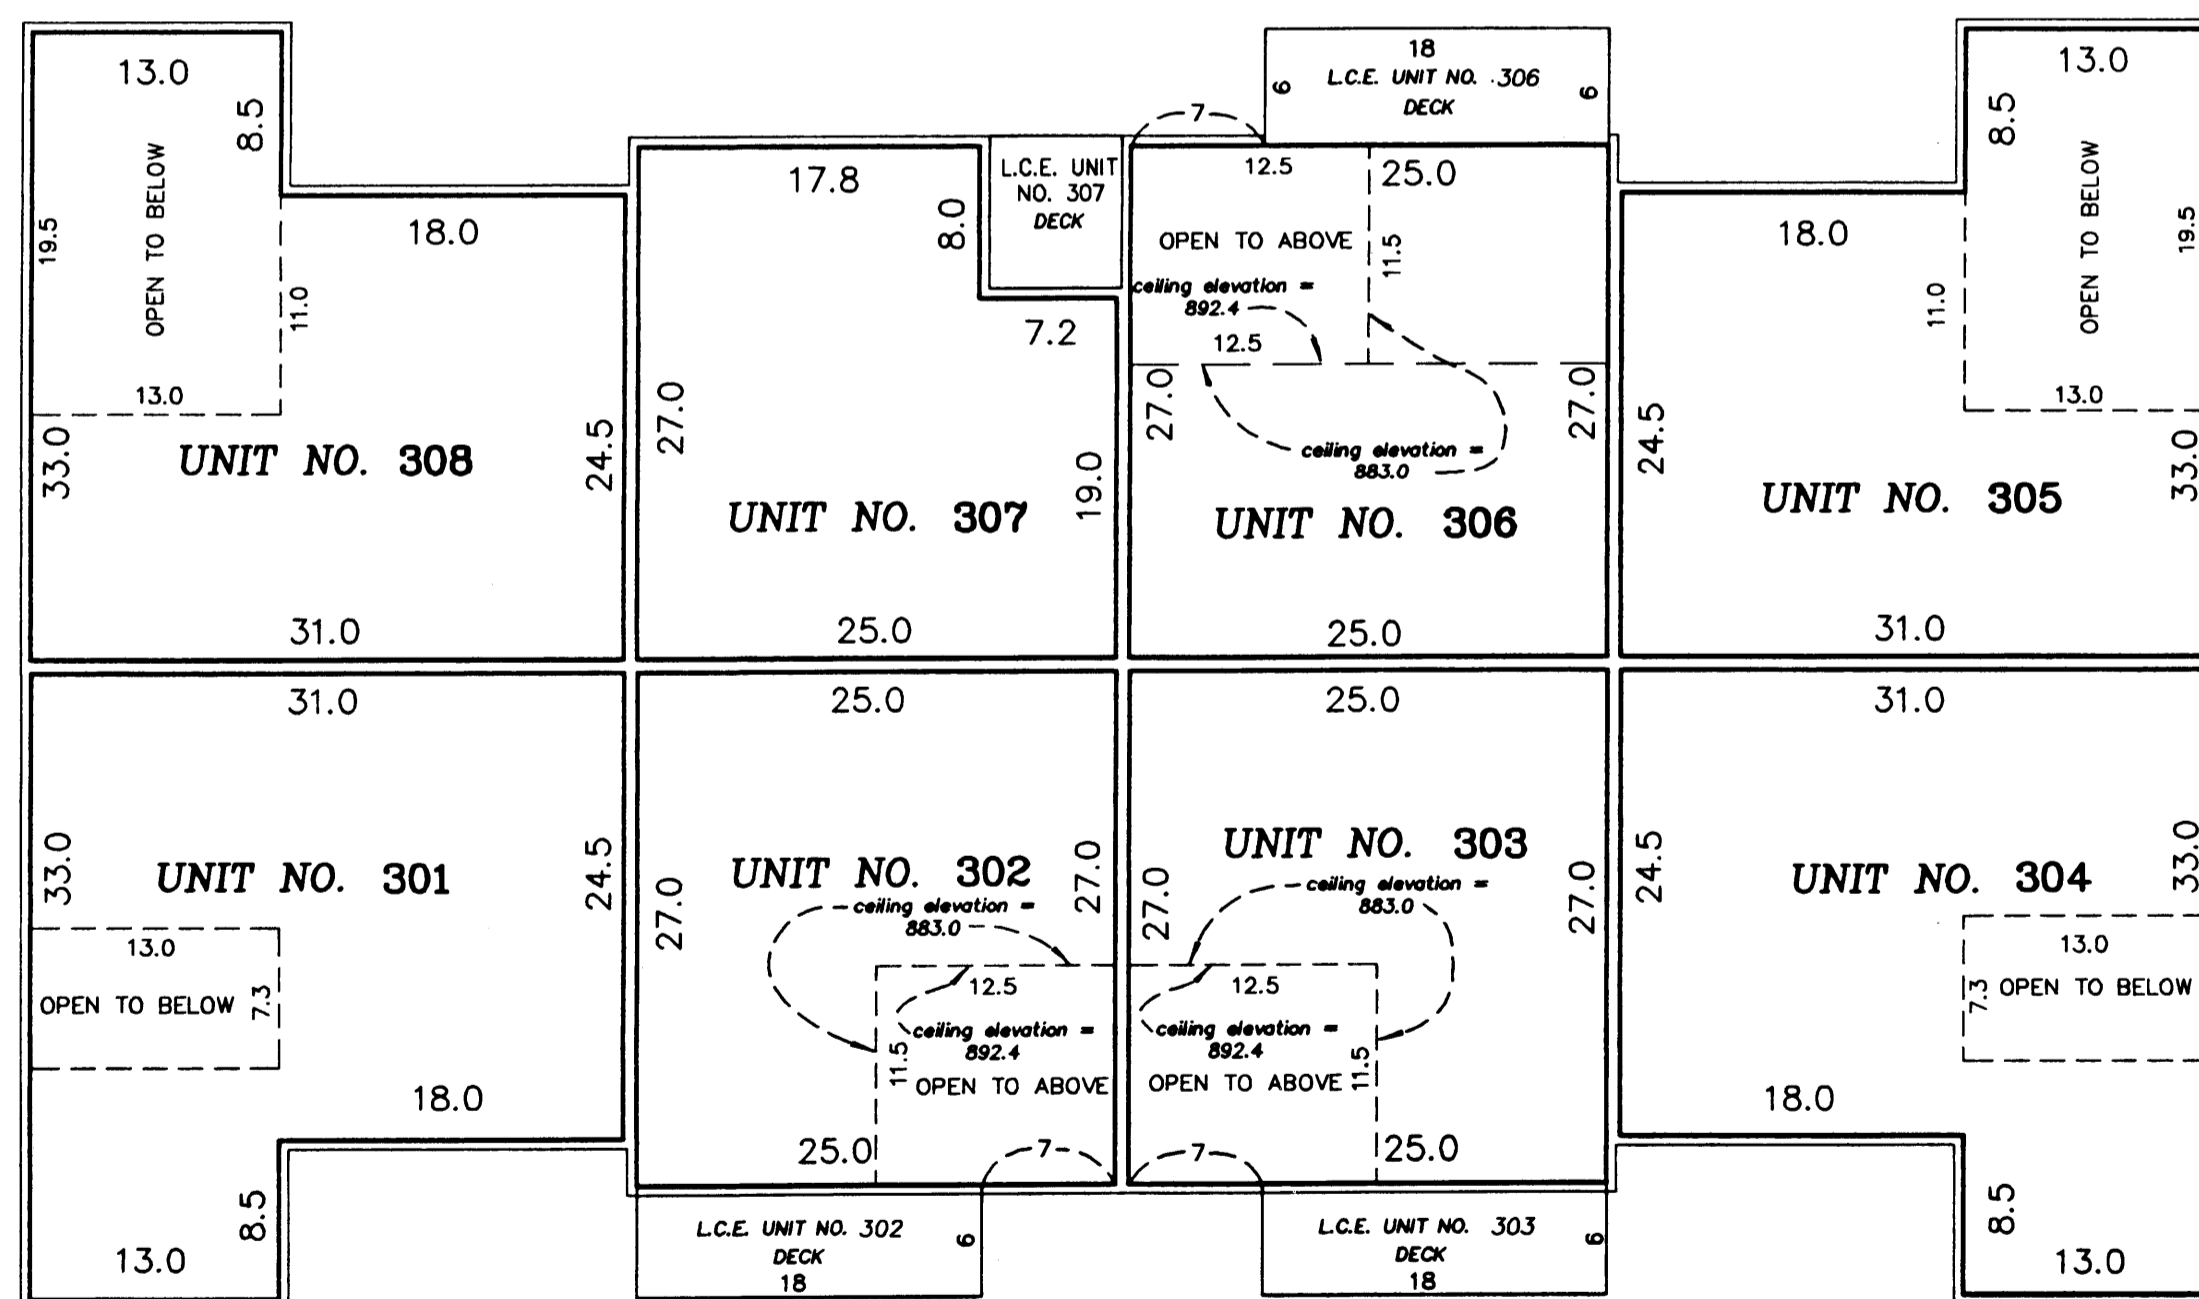 13.0
8.5
OPEN TO BELOW
19.5
11.0
13.0
18.0
33.0
24.5
UNIT NO. 308
31.0
17.8
8.0
L.C.E. UNIT
NO. 307
DECK
7.2
27.0
19.0
UNIT NO. 307
25.0
18
L.C.E. UNIT NO. 306
DECK
6
6
7
12.5
25.0
OPEN TO ABOVE
11.5
ceiling elevation =
892.4
12.5
27.0
27.0
ceiling elevation =
883.0
UNIT NO. 306
25.0
13.0
8.5
OPEN TO BELOW
19.5
18.0
11.0
13.0
24.5
33.0
UNIT NO. 305
31.0
31.0
33.0
24.5
UNIT NO. 301
13.0
OPEN TO BELOW
7.3
18.0
8.5
13.0
25.0
27.0
27.0
UNIT NO. 302
ceiling elevation =
883.0
12.5
ceiling elevation =
892.4
11.5
OPEN TO ABOVE
25.0
7
L.C.E. UNIT NO. 302
DECK
18
6
25.0
UNIT NO. 303
27.0
27.0
ceiling elevation =
883.0
12.5
ceiling elevation =
892.4
OPEN TO ABOVE
11.5
7
25.0
L.C.E. UNIT NO. 303
DECK
18
6
31.0
24.5
33.0
UNIT NO. 304
13.0
7.3
OPEN TO BELOW
18.0
8.5
13.0